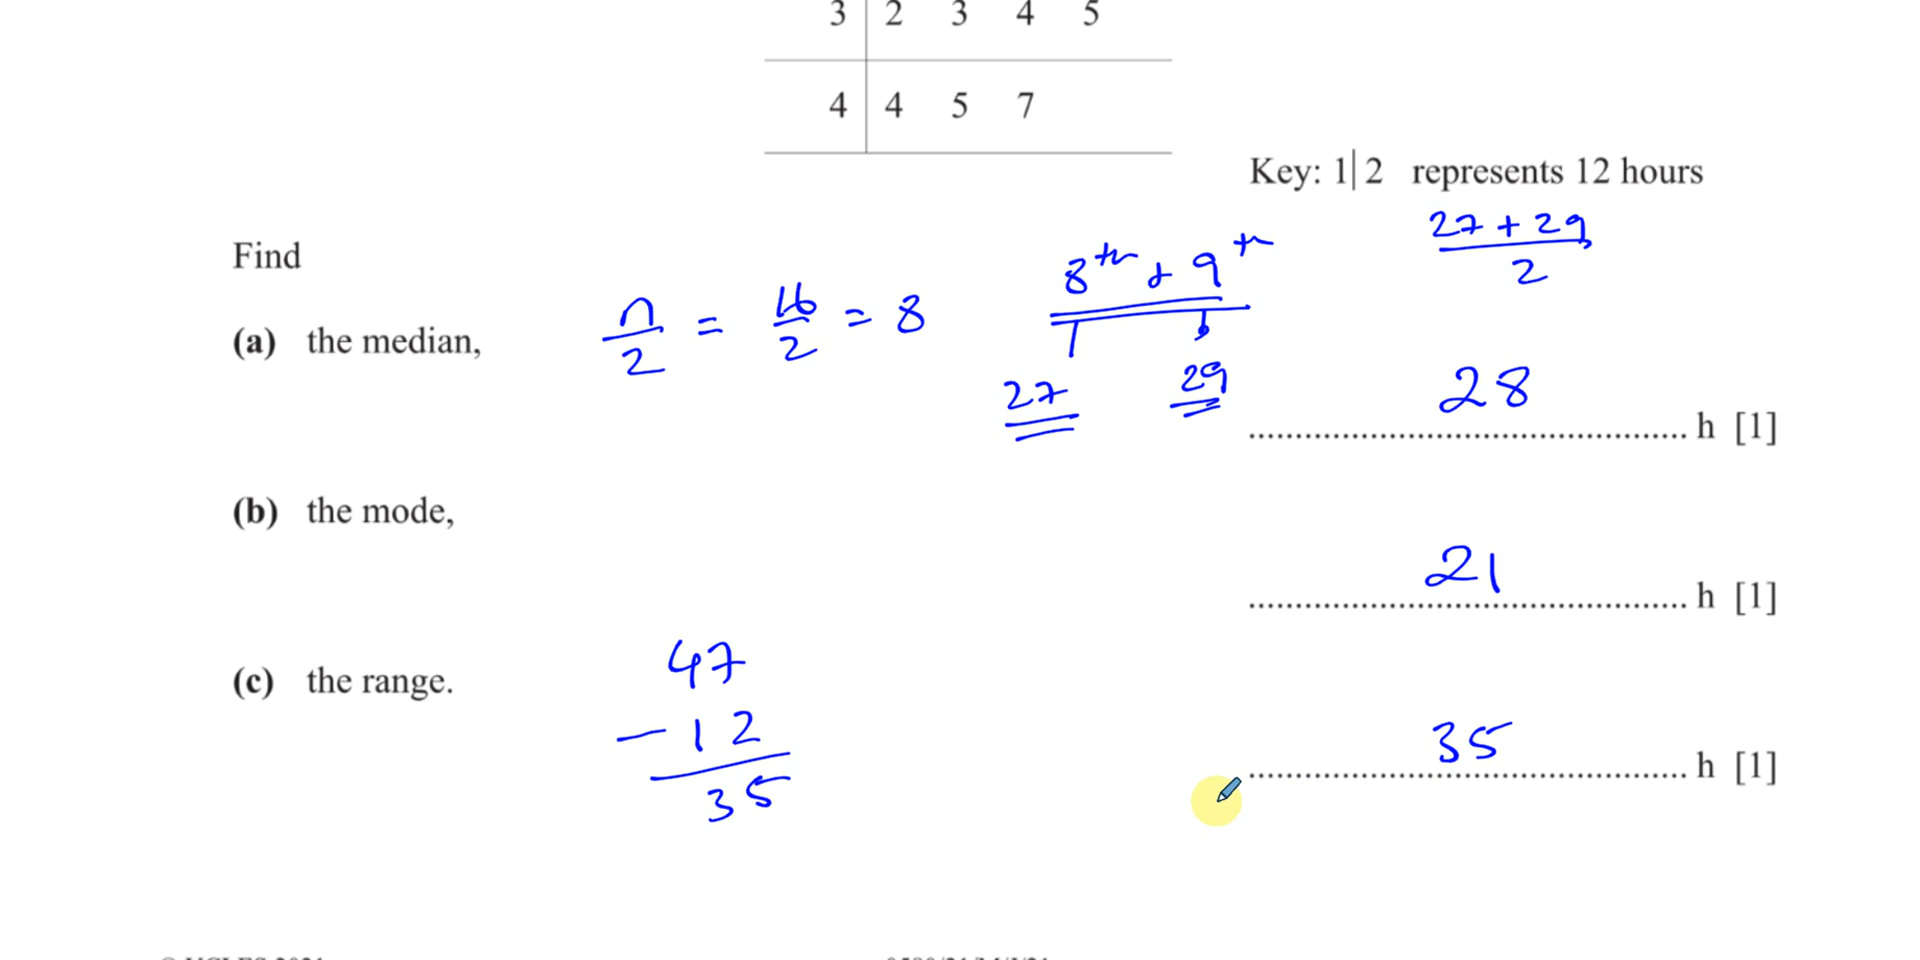 3 2 3 4 5
4 4 5 7
Key: 1|2 represents 12 hours
27 + 29
2
Find
8th + 9th
(a) the median,
n/2 = 16/2 = 8
27 29
28
h [1]
(b) the mode,
21
h [1]
(c) the range.
47
- 12
35
35
h [1]